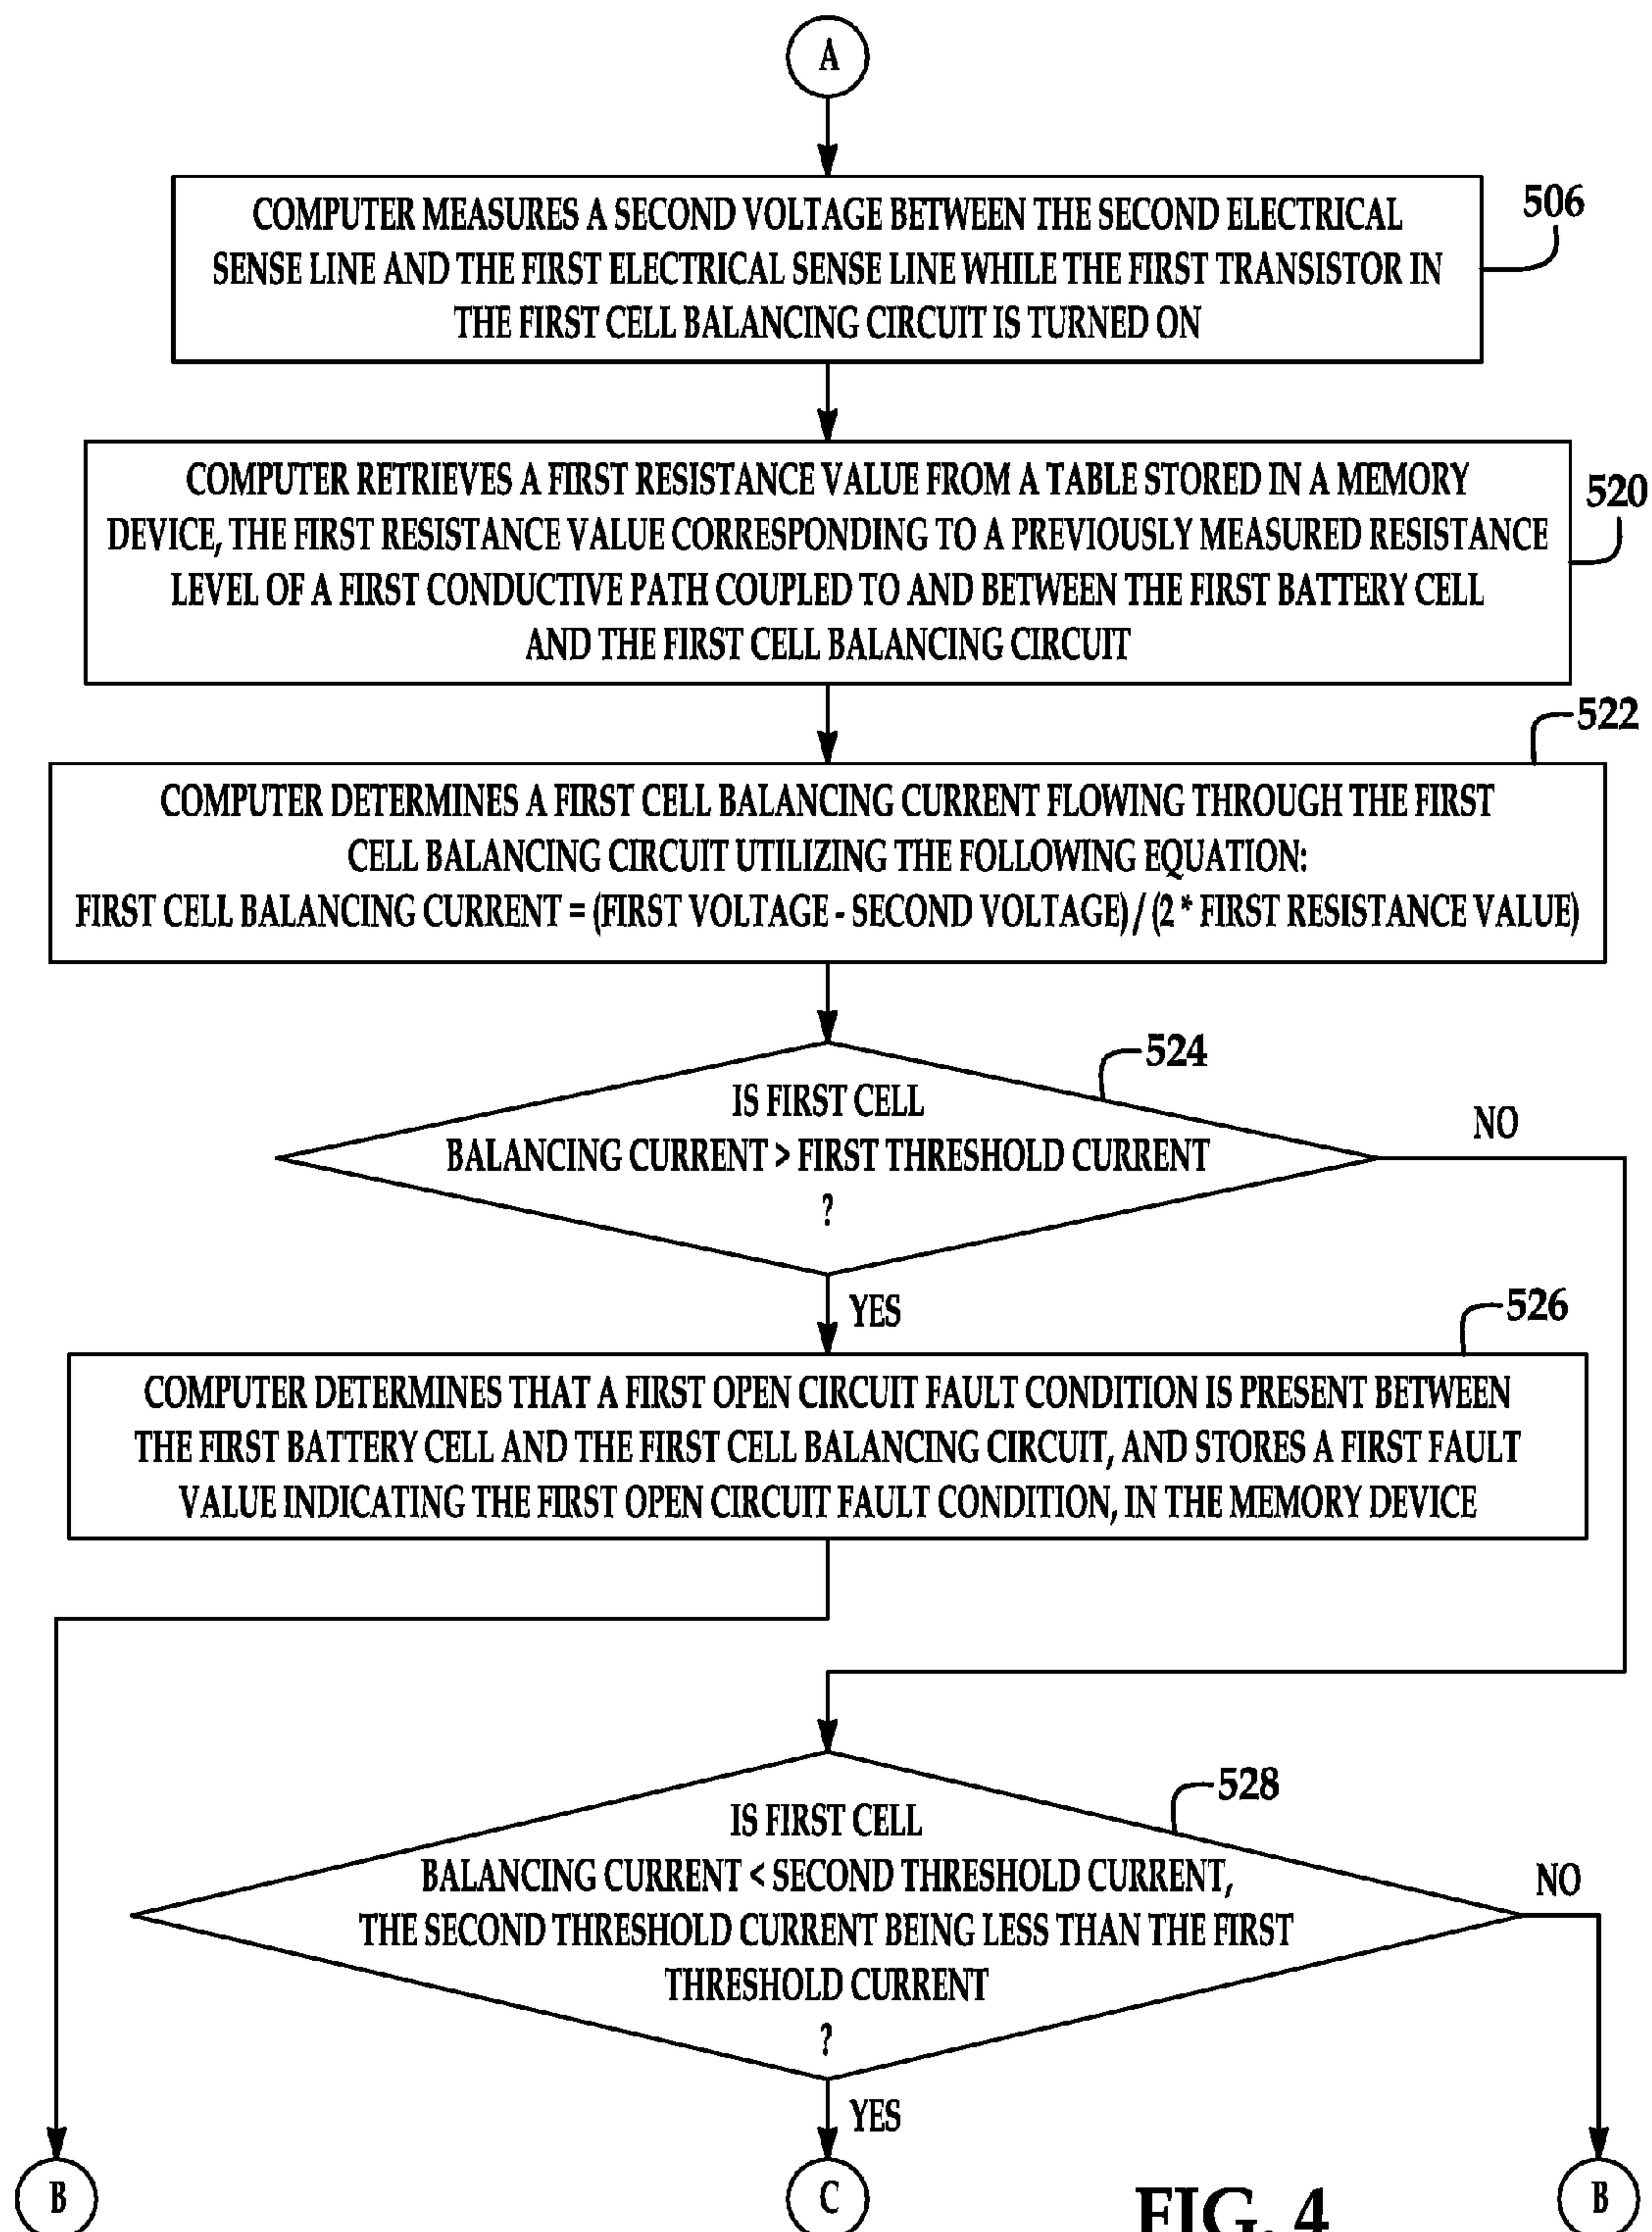 A
COMPUTER MEASURES A SECOND VOLTAGE BETWEEN THE SECOND ELECTRICAL
SENSE LINE AND THE FIRST ELECTRICAL SENSE LINE WHILE THE FIRST TRANSISTOR IN
THE FIRST CELL BALANCING CIRCUIT IS TURNED ON
506
COMPUTER RETRIEVES A FIRST RESISTANCE VALUE FROM A TABLE STORED IN A MEMORY
DEVICE, THE FIRST RESISTANCE VALUE CORRESPONDING TO A PREVIOUSLY MEASURED RESISTANCE
LEVEL OF A FIRST CONDUCTIVE PATH COUPLED TO AND BETWEEN THE FIRST BATTERY CELL
AND THE FIRST CELL BALANCING CIRCUIT
520
522
COMPUTER DETERMINES A FIRST CELL BALANCING CURRENT FLOWING THROUGH THE FIRST
CELL BALANCING CIRCUIT UTILIZING THE FOLLOWING EQUATION:
FIRST CELL BALANCING CURRENT = (FIRST VOLTAGE - SECOND VOLTAGE) / (2 * FIRST RESISTANCE VALUE)
524
IS FIRST CELL
BALANCING CURRENT > FIRST THRESHOLD CURRENT
?
NO
YES
526
COMPUTER DETERMINES THAT A FIRST OPEN CIRCUIT FAULT CONDITION IS PRESENT BETWEEN
THE FIRST BATTERY CELL AND THE FIRST CELL BALANCING CIRCUIT, AND STORES A FIRST FAULT
VALUE INDICATING THE FIRST OPEN CIRCUIT FAULT CONDITION, IN THE MEMORY DEVICE
528
IS FIRST CELL
BALANCING CURRENT < SECOND THRESHOLD CURRENT,
THE SECOND THRESHOLD CURRENT BEING LESS THAN THE FIRST
THRESHOLD CURRENT
?
NO
YES
B
C
B
FIG. 4